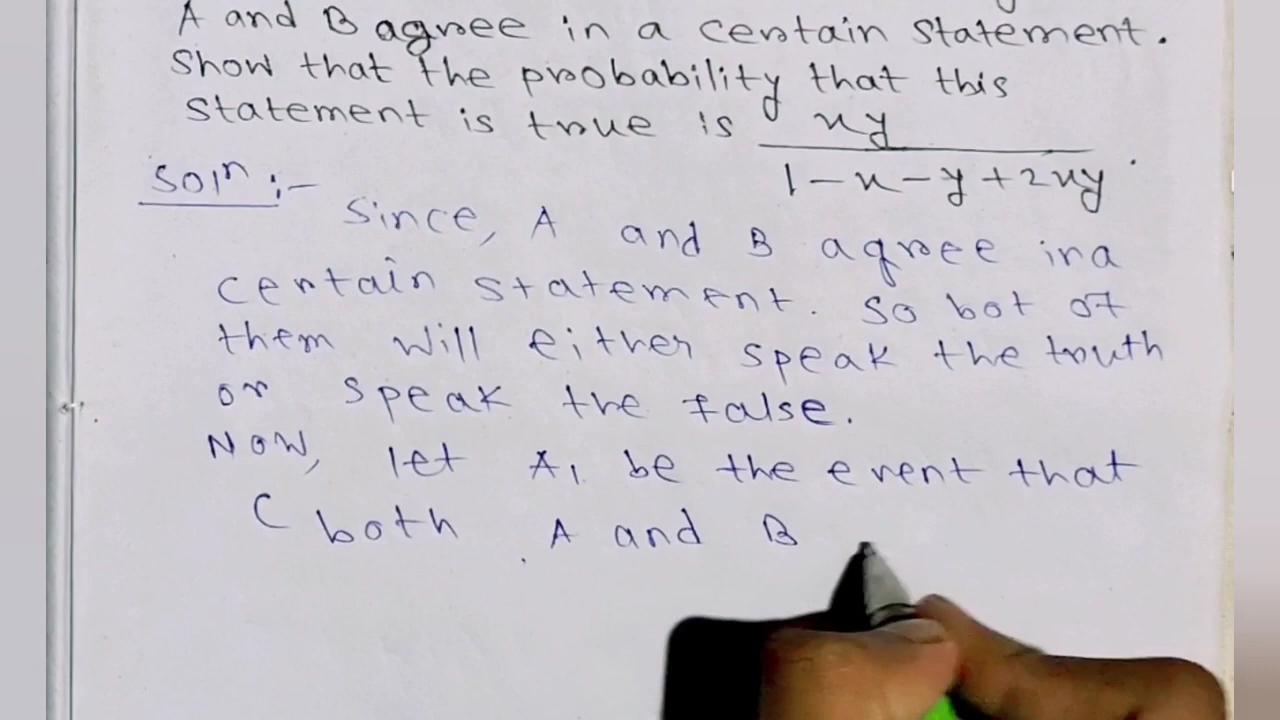 A and B agree in a certain statement.
Show that the probability that this
statement is true is xy
1-x-y+2xy.
Soln :-
Since, A and B agree in a
certain statement. So bot of
them will either speak the truth
or speak the false.
Now, let A1 be the event that
( both A and B